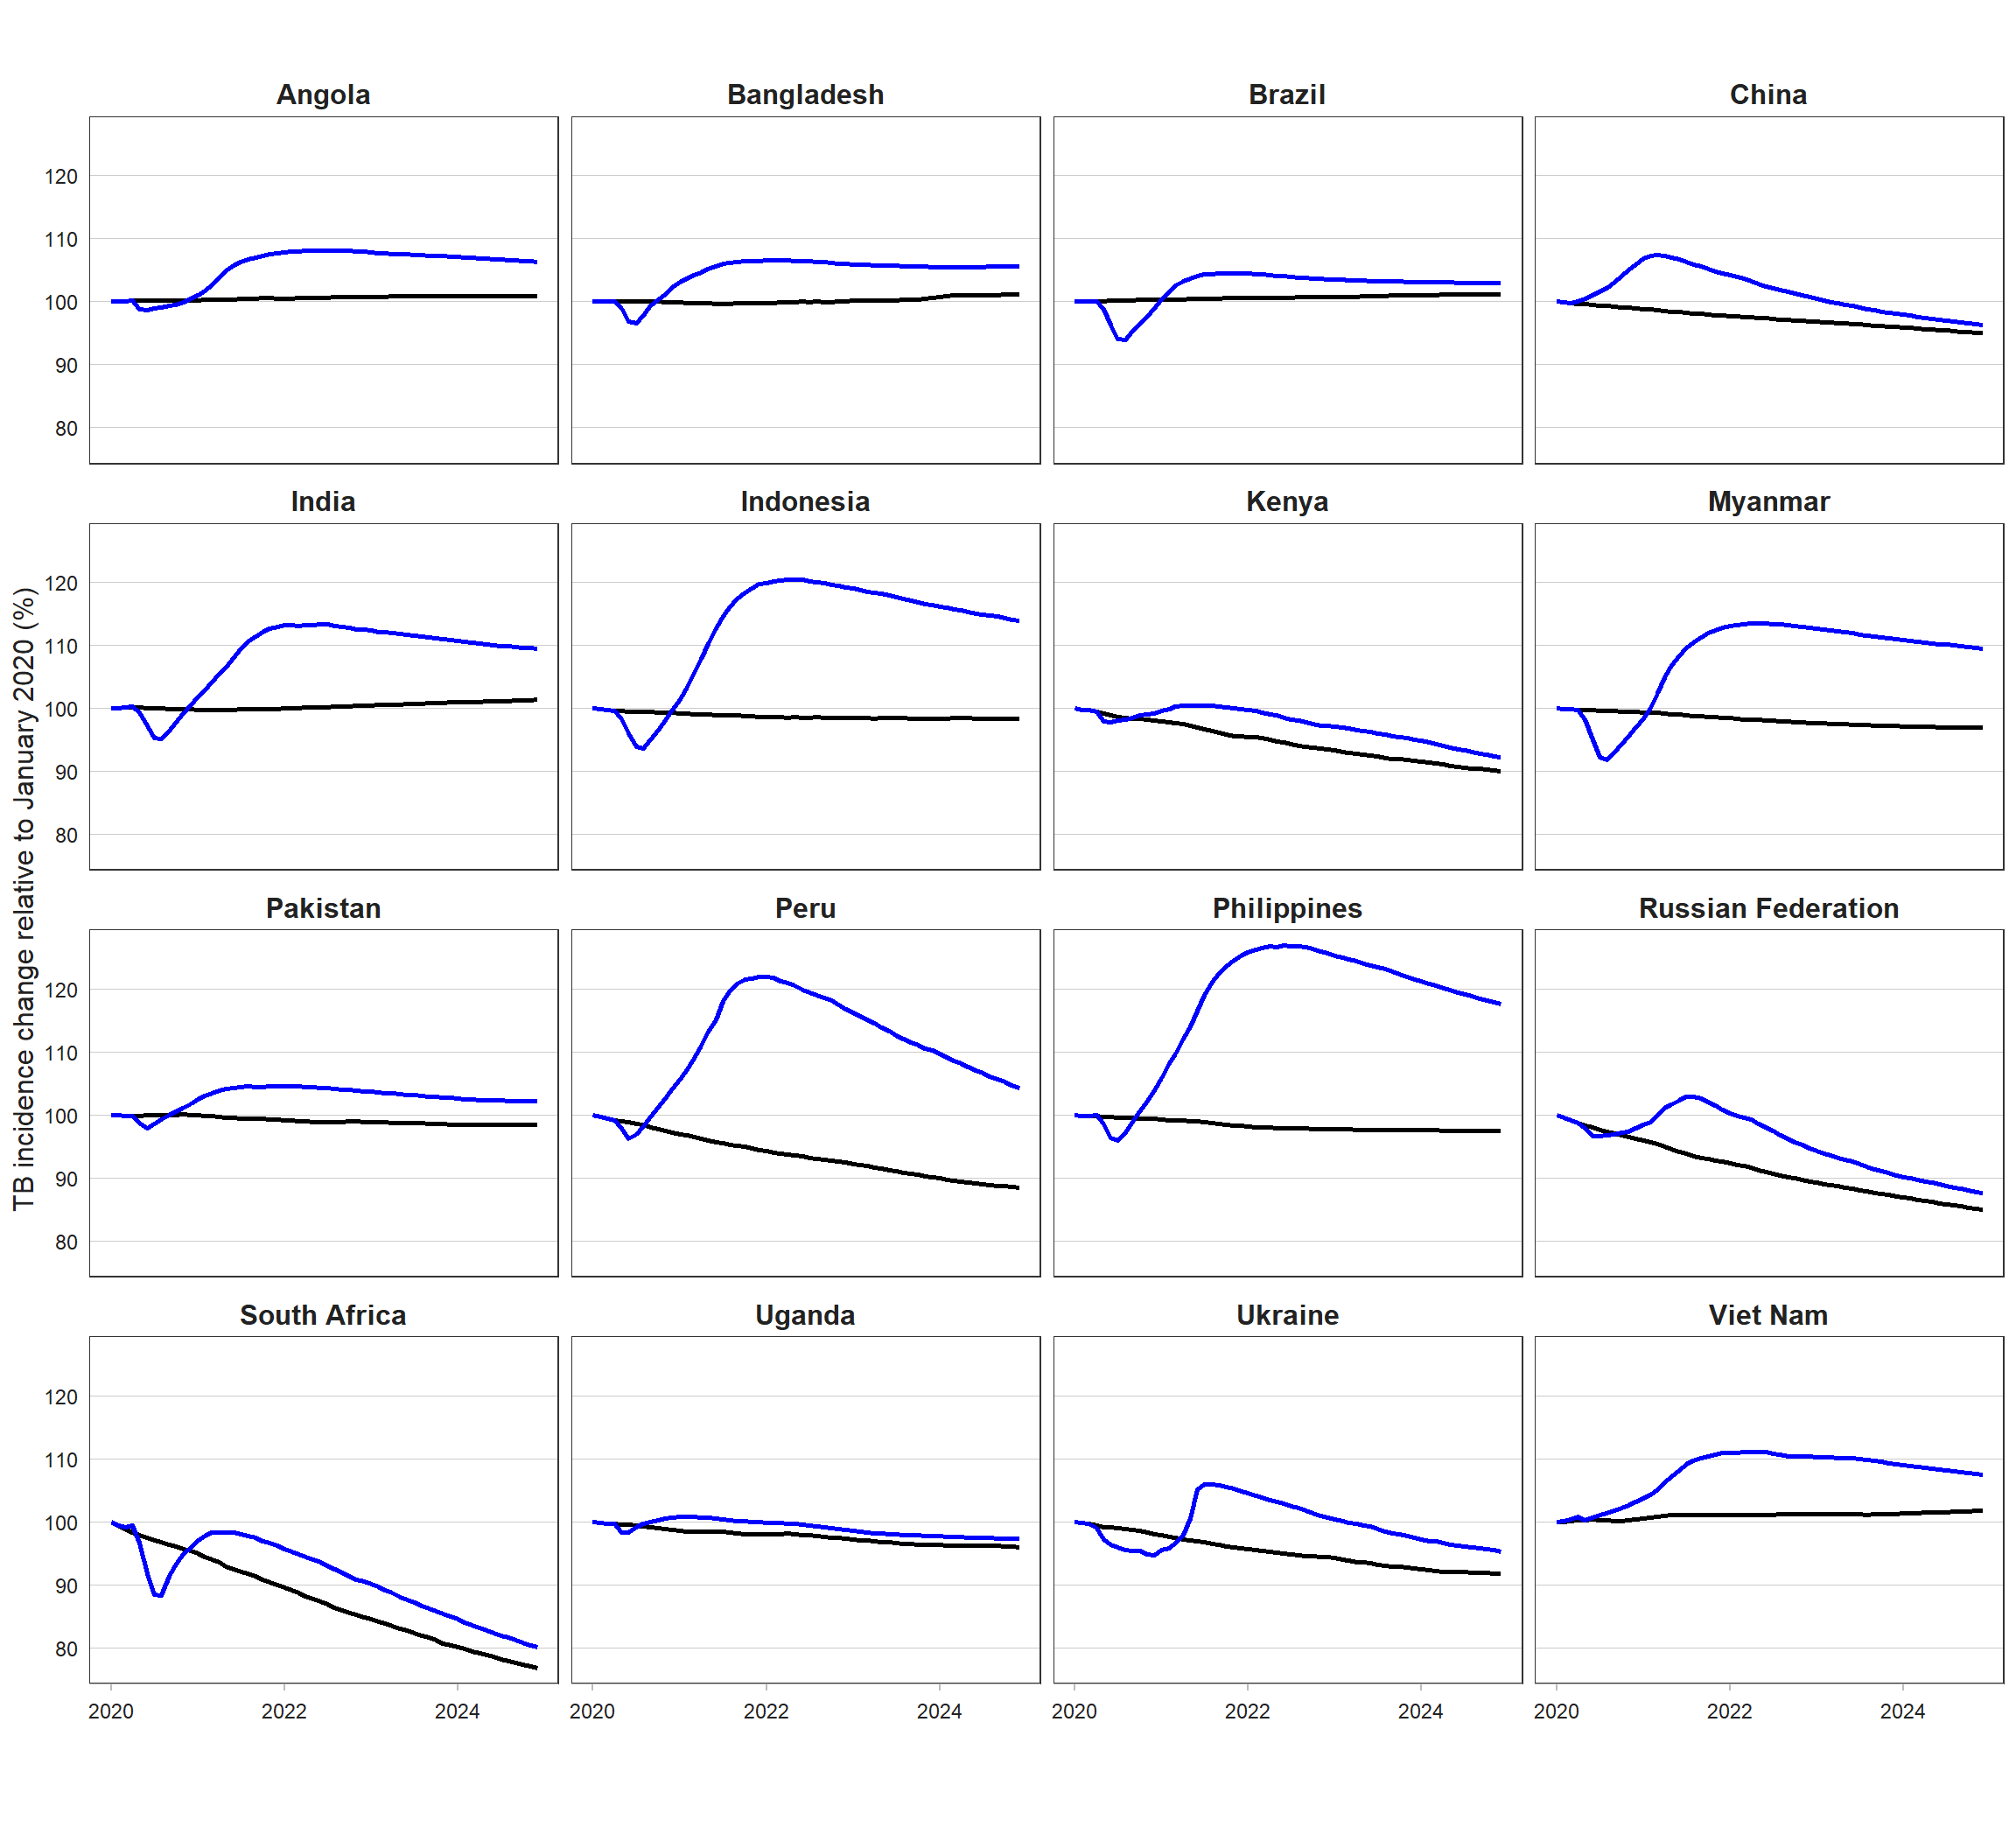 Angola
Bangladesh
Brazil
China
120
110
100
90
80
India
Indonesia
Kenya
Myanmar
120
110
100
90
80
TB incidence change relative to January 2020 (%)
Pakistan
Peru
Philippines
Russian Federation
120
110
100
90
80
South Africa
Uganda
Ukraine
Viet Nam
120
110
100
90
80
2020 2022 2024
2020 2022 2024
2020 2022 2024
2020 2022 2024